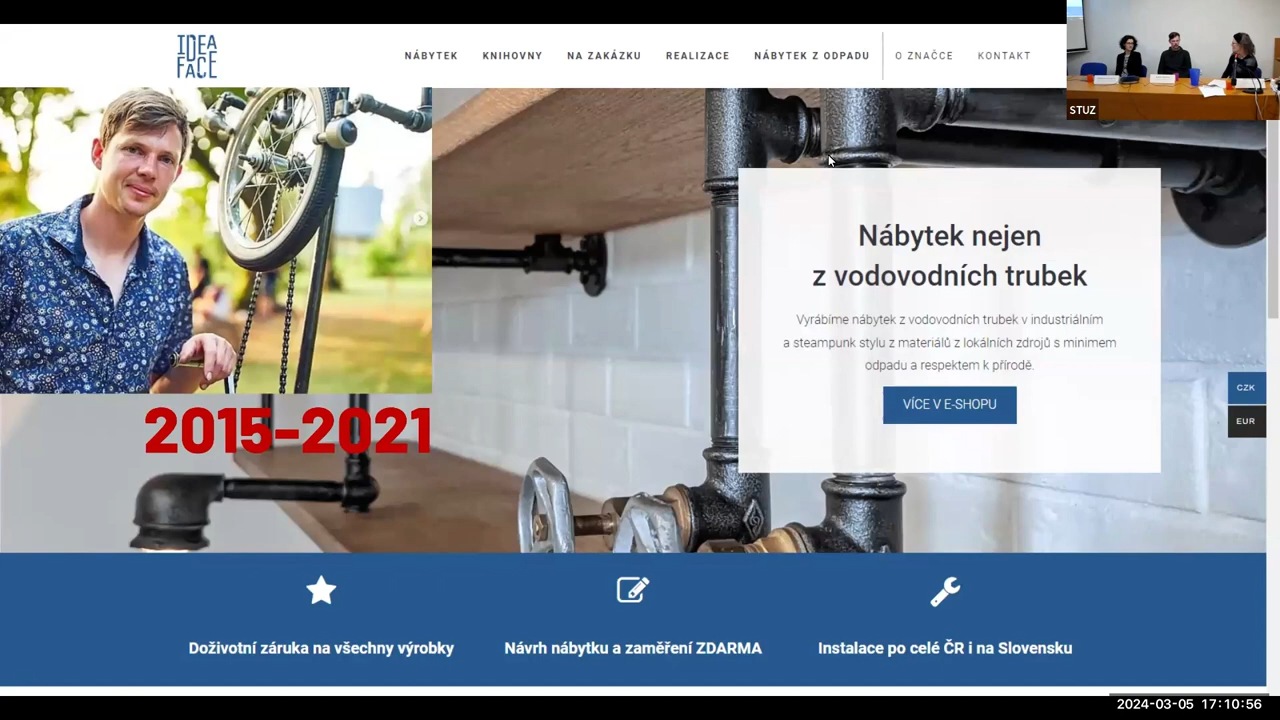 IDEA
FACE
NÁBYTEK
KNIHOVNY
NA ZAKÁZKU
REALIZACE
NÁBYTEK Z ODPADU
O ZNAČCE
KONTAKT
STUZ
Nábytek nejen
z vodovodních trubek
Vyrábíme nábytek z vodovodních trubek v industriálním
a steampunk stylu z materiálů z lokálních zdrojů s minimem
odpadu a respektem k přírodě.
VÍCE V E-SHOPU
CZK
EUR
2015-2021
Doživotní záruka na všechny výrobky
Návrh nábytku a zaměření ZDARMA
Instalace po celé ČR i na Slovensku
2024-03-05 17:10:56